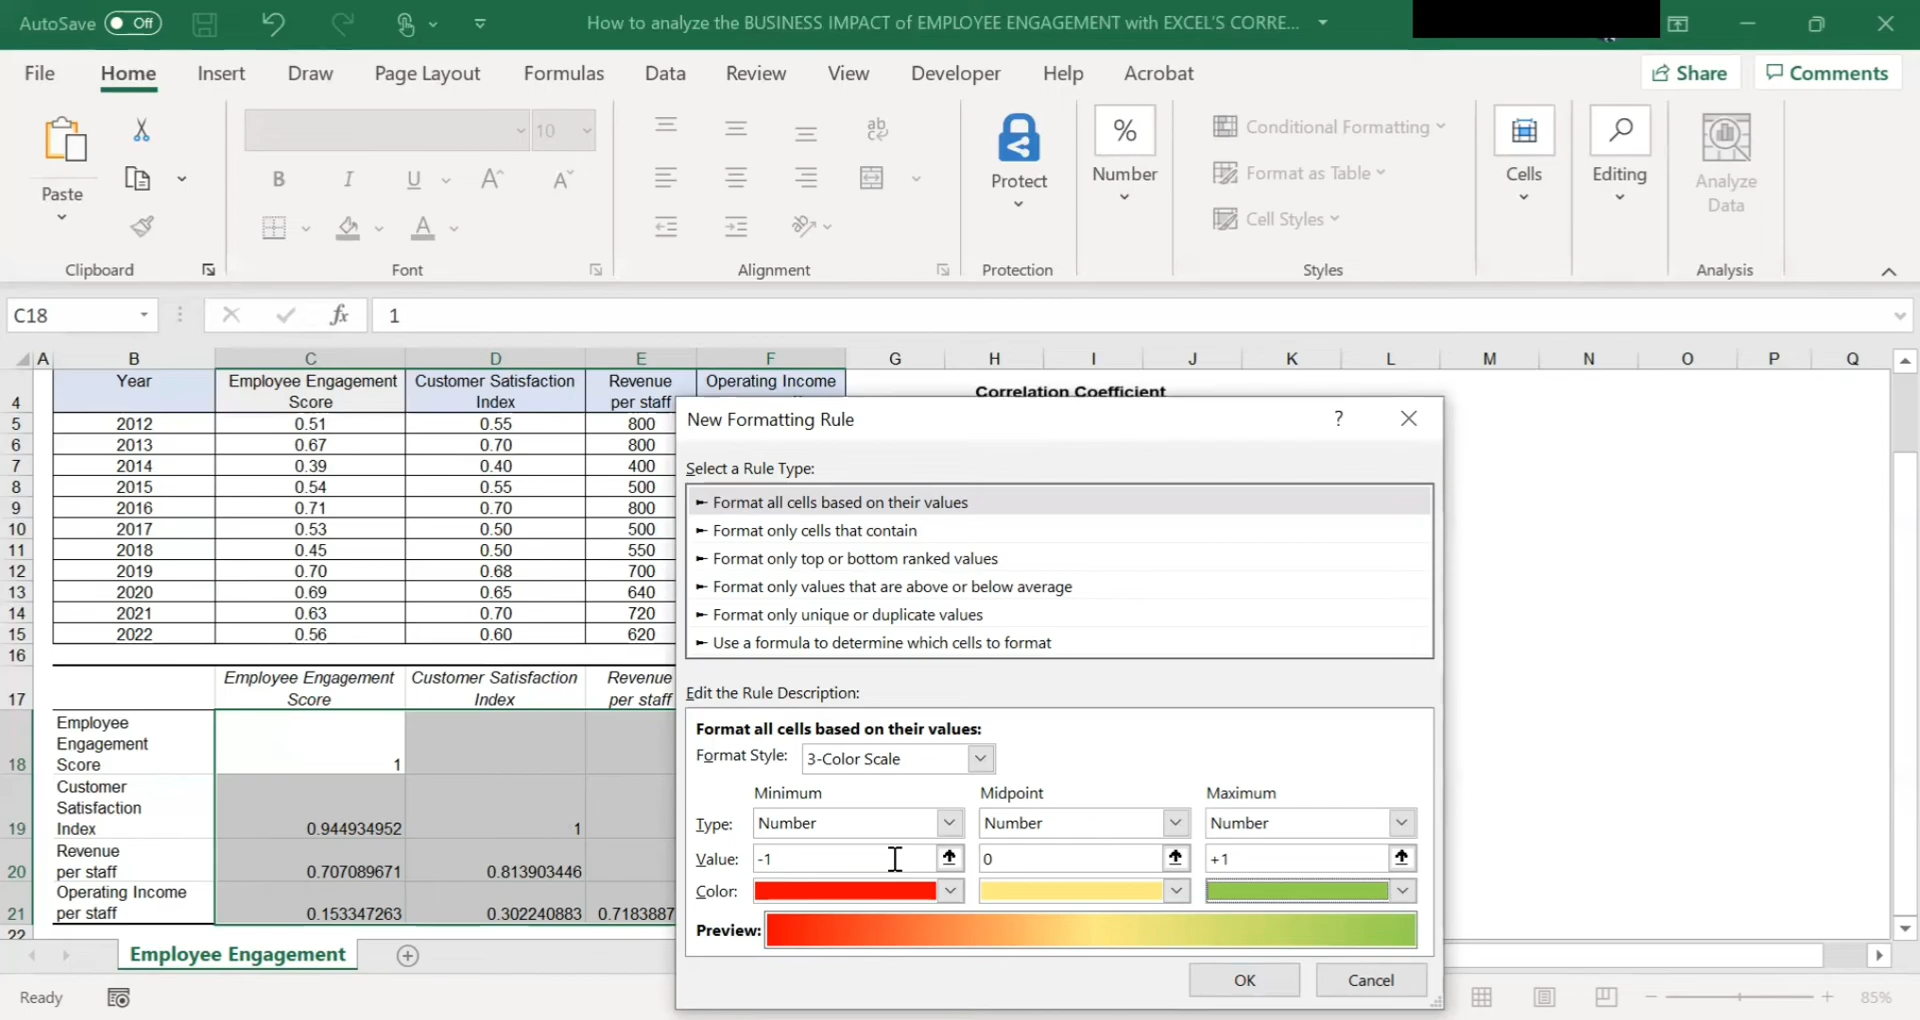 AutoSave Off How to analyze the BUSINESS IMPACT of EMPLOYEE ENGAGEMENT with EXCEL'S CORRE...
File Home Insert Draw Page Layout Formulas Data Review View Developer Help Acrobat Share Comments
Paste
10
B I U A A
A
ab
Protect
%
Number
Conditional Formatting
Format as Table
Cell Styles
Cells
Editing
Analyze
Data
Clipboard Font Alignment Protection Styles Analysis
C18 fx 1
A B C D E F G H I J K L M N O P Q
4 Year Employee Engagement Customer Satisfaction Revenue Operating Income
Score Index per staff
Correlation Coefficient
5 2012 0.51 0.55 800
6 2013 0.67 0.70 800
7 2014 0.39 0.40 400
8 2015 0.54 0.55 500
9 2016 0.71 0.70 800
10 2017 0.53 0.50 500
11 2018 0.45 0.50 550
12 2019 0.70 0.68 700
13 2020 0.69 0.65 640
14 2021 0.63 0.70 720
15 2022 0.56 0.60 620
16
17 Employee Engagement Customer Satisfaction Revenue
Score Index per staff
Employee
Engagement
18 Score 1
Customer
Satisfaction
19 Index 0.944934952 1
Revenue
20 per staff 0.707089671 0.813903446
Operating Income
21 per staff 0.153347263 0.302240883 0.7183887
22
New Formatting Rule ?
Select a Rule Type:
► Format all cells based on their values
► Format only cells that contain
► Format only top or bottom ranked values
► Format only values that are above or below average
► Format only unique or duplicate values
► Use a formula to determine which cells to format
Edit the Rule Description:
Format all cells based on their values:
Format Style: 3-Color Scale
Minimum Midpoint Maximum
Type: Number Number Number
Value: -1 0 +1
Color:
Preview:
OK Cancel
Employee Engagement
Ready 85%